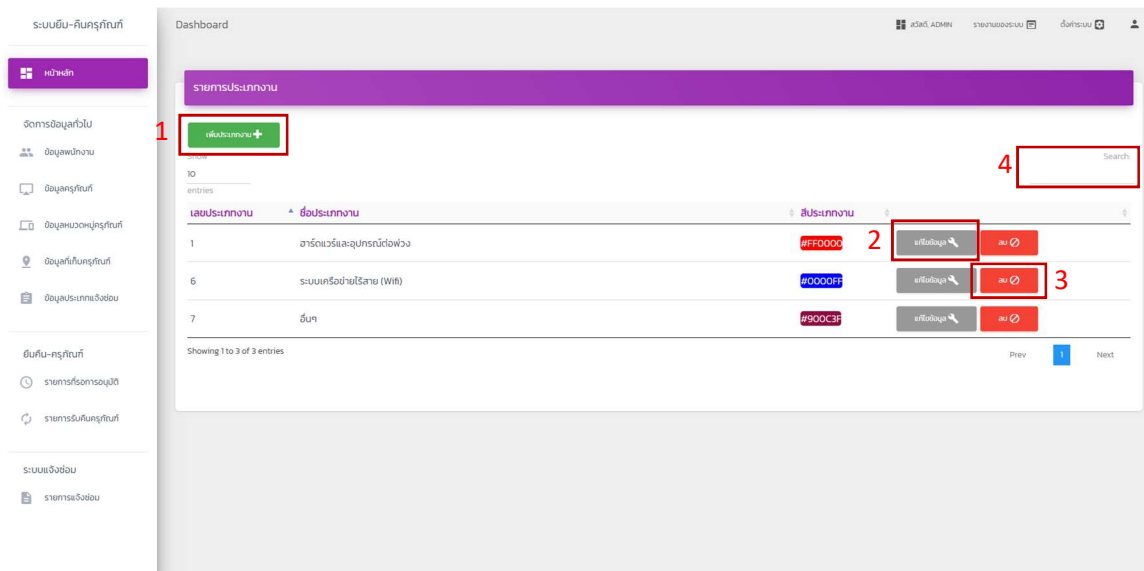 ระบบยืม-คืนครุภัณฑ์
หน้าหลัก
จัดการข้อมูลทั่วไป
ข้อมูลพนักงาน
ข้อมูลครุภัณฑ์
ข้อมูลหมวดหมู่ครุภัณฑ์
ข้อมูลที่เก็บครุภัณฑ์
ข้อมูลประเภทแจ้งซ่อม
ยืมคืน-ครุภัณฑ์
รายการที่รอการอนุมัติ
รายการรับคืนครุภัณฑ์
ระบบแจ้งซ่อม
รายการแจ้งซ่อม
Dashboard
สวัสดี, ADMIN รายงานของระบบ ตั้งค่าระบบ
รายการประเภทงาน
1 เพิ่มประเภทงาน
Show
10
entries
4 Search:
เลขประเภทงาน ชื่อประเภทงาน สีประเภทงาน
1 ฮาร์ดแวร์และอุปกรณ์ต่อพ่วง #FF0000 2 แก้ไขข้อมูล ลบ
6 ระบบเครือข่ายไร้สาย (Wifi) #0000FF แก้ไขข้อมูล ลบ 3
7 อื่นๆ #900C3F แก้ไขข้อมูล ลบ
Showing 1 to 3 of 3 entries
Prev 1 Next